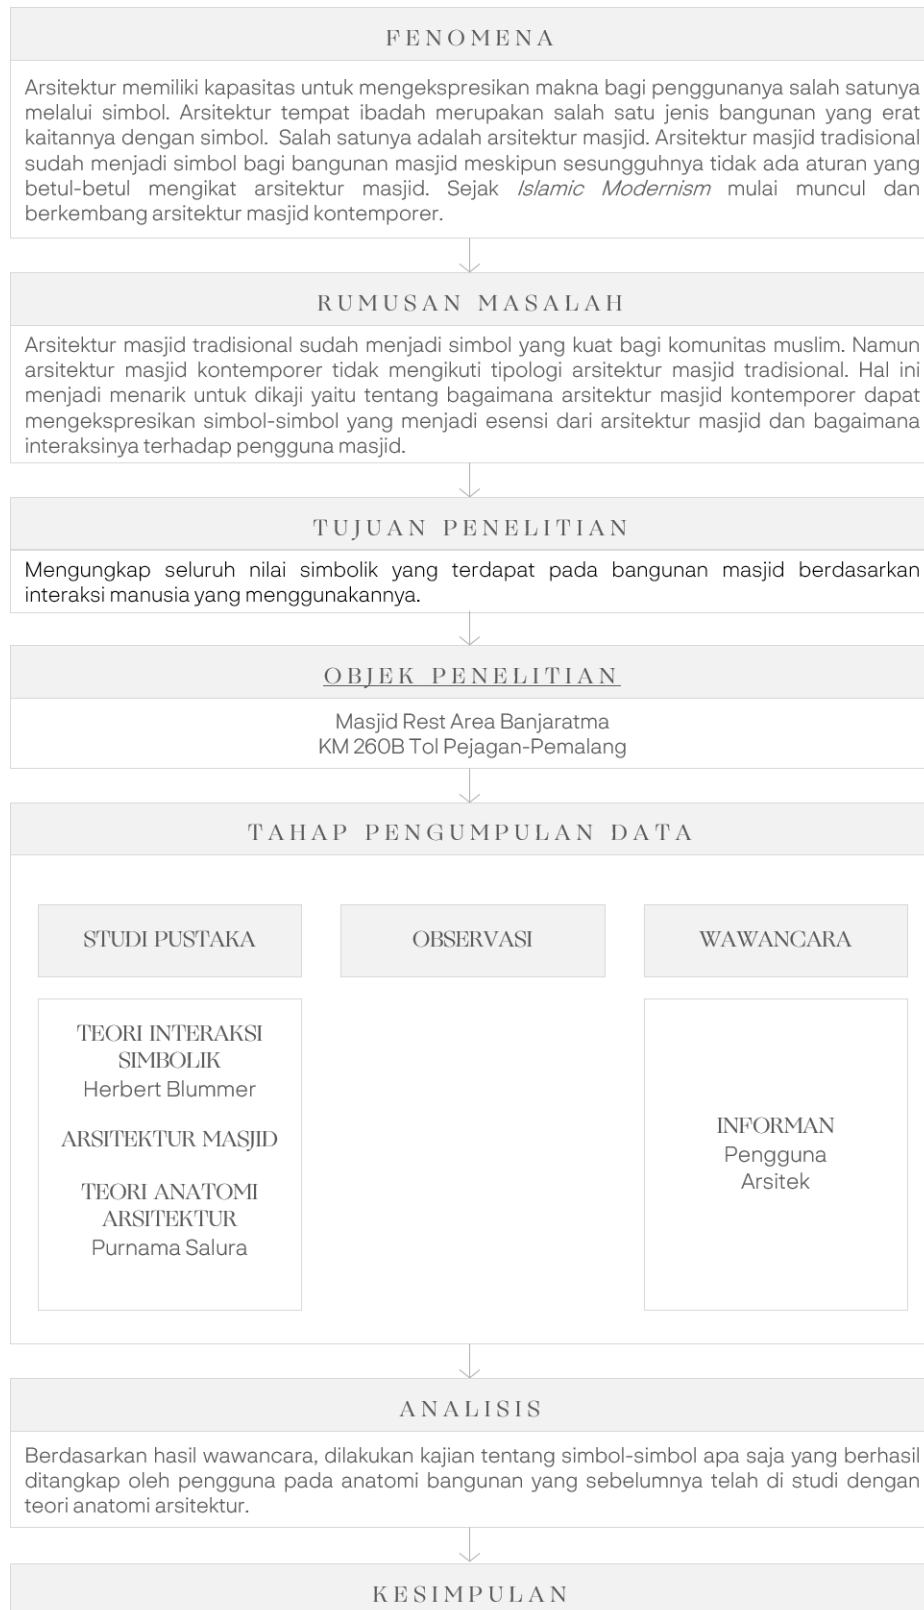 FENOMENA
Arsitektur memiliki kapasitas untuk mengekspresikan makna bagi penggunanya salah satunya
melalui simbol. Arsitektur tempat ibadah merupakan salah satu jenis bangunan yang erat
kaitannya dengan simbol. Salah satunya adalah arsitektur masjid. Arsitektur masjid tradisional
sudah menjadi simbol bagi bangunan masjid meskipun sesungguhnya tidak ada aturan yang
betul-betul mengikat arsitektur masjid. Sejak Islamic Modernism mulai muncul dan
berkembang arsitektur masjid kontemporer.
RUMUSAN MASALAH
Arsitektur masjid tradisional sudah menjadi simbol yang kuat bagi komunitas muslim. Namun
arsitektur masjid kontemporer tidak mengikuti tipologi arsitektur masjid tradisional. Hal ini
menjadi menarik untuk dikaji yaitu tentang bagaimana arsitektur masjid kontemporer dapat
mengekspresikan simbol-simbol yang menjadi esensi dari arsitektur masjid dan bagaimana
interaksinya terhadap pengguna masjid.
TUJUAN PENELITIAN
Mengungkap seluruh nilai simbolik yang terdapat pada bangunan masjid berdasarkan
interaksi manusia yang menggunakannya.
OBJEK PENELITIAN
Masjid Rest Area Banjaratma
KM 260B Tol Pejagan-Pemalang
TAHAP PENGUMPULAN DATA
STUDI PUSTAKA
TEORI INTERAKSI
SIMBOLIK
Herbert Blummer
ARSITEKTUR MASJID
TEORI ANATOMI
ARSITEKTUR
Purnama Salura
OBSERVASI
WAWANCARA
INFORMAN
Pengguna
Arsitek
ANALISIS
Berdasarkan hasil wawancara, dilakukan kajian tentang simbol-simbol apa saja yang berhasil
ditangkap oleh pengguna pada anatomi bangunan yang sebelumnya telah di studi dengan
teori anatomi arsitektur.
KESIMPULAN